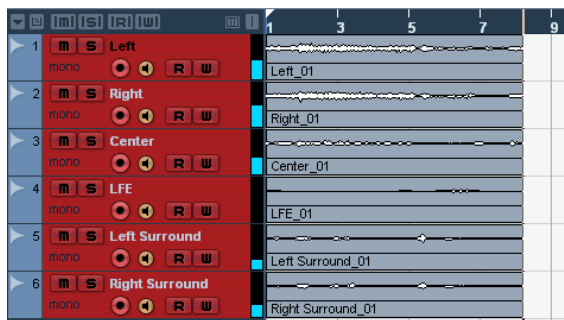 M S R W 1 3 5 7 9
1 M S Left
mono R W Left_01
2 M S Right
mono R W Right_01
3 M S Center
mono R W Center_01
4 M S LFE
mono R W LFE_01
5 M S Left Surround
mono R W Left Surround_01
6 M S Right Surround
mono R W Right Surround_01